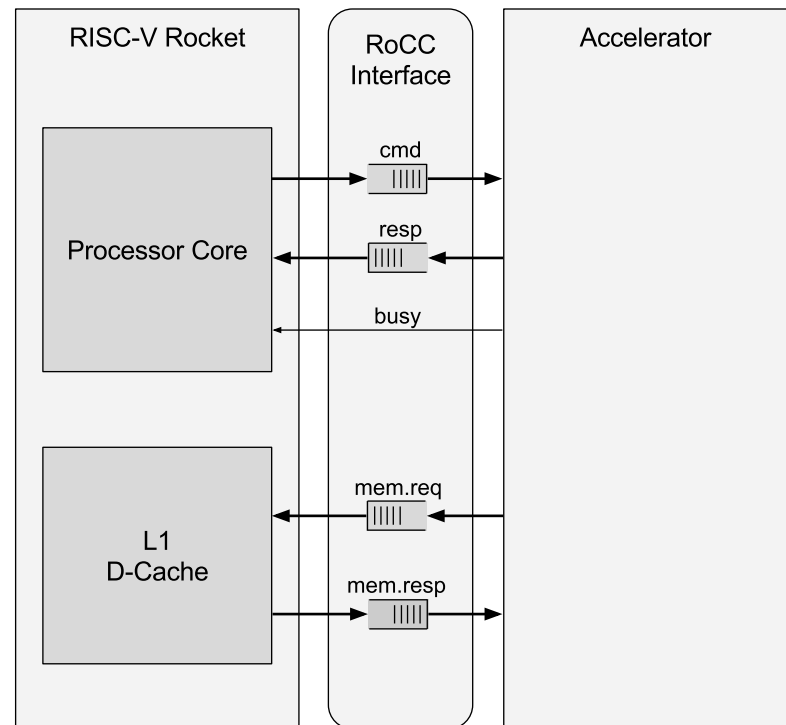 RISC-V Rocket
RoCC
Interface
Accelerator
Processor Core
cmd
resp
busy
L1
D-Cache
mem.req
mem.resp